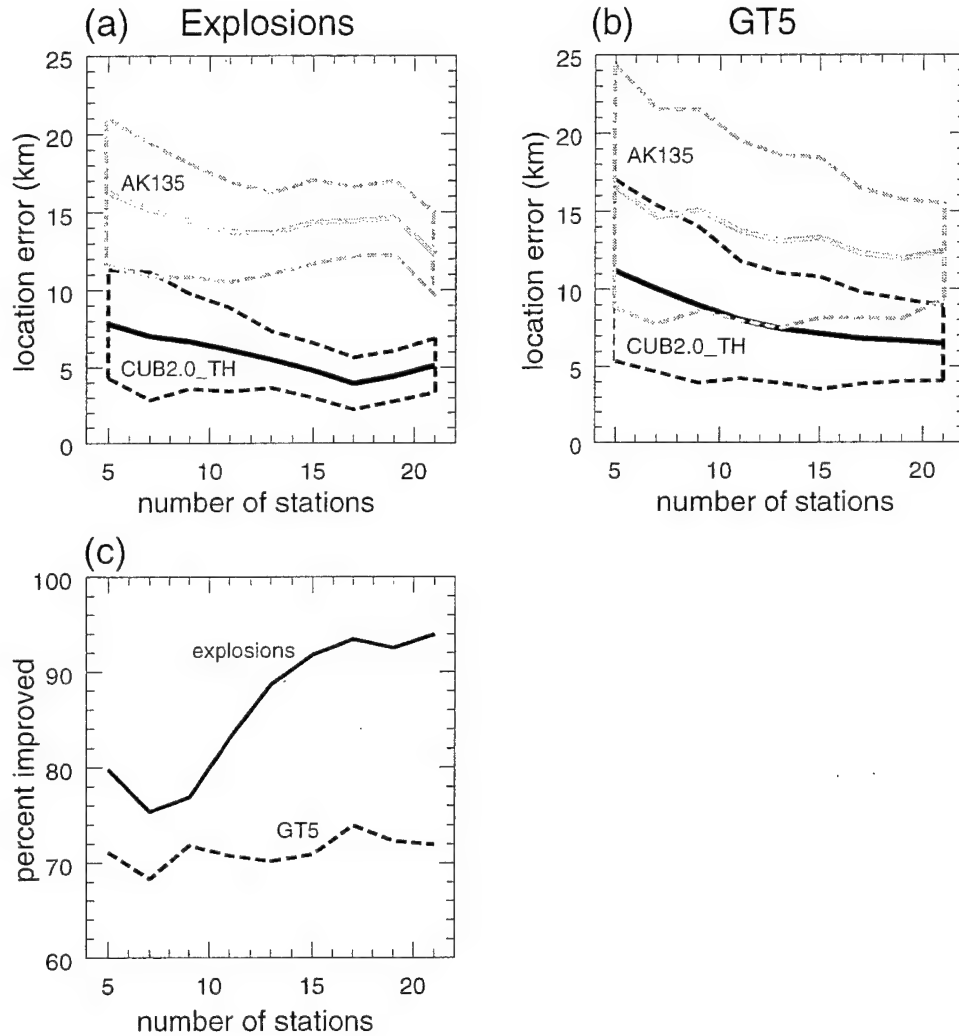 (a) Explosions
25
20
15
10
5
0
location error (km)
AK135
CUB2.0_TH
5 10 15 20
number of stations
(b) GT5
25
20
15
10
5
0
location error (km)
AK135
CUB2.0_TH
5 10 15 20
number of stations
(c)
100
90
80
70
60
percent improved
explosions
GT5
5 10 15 20
number of stations